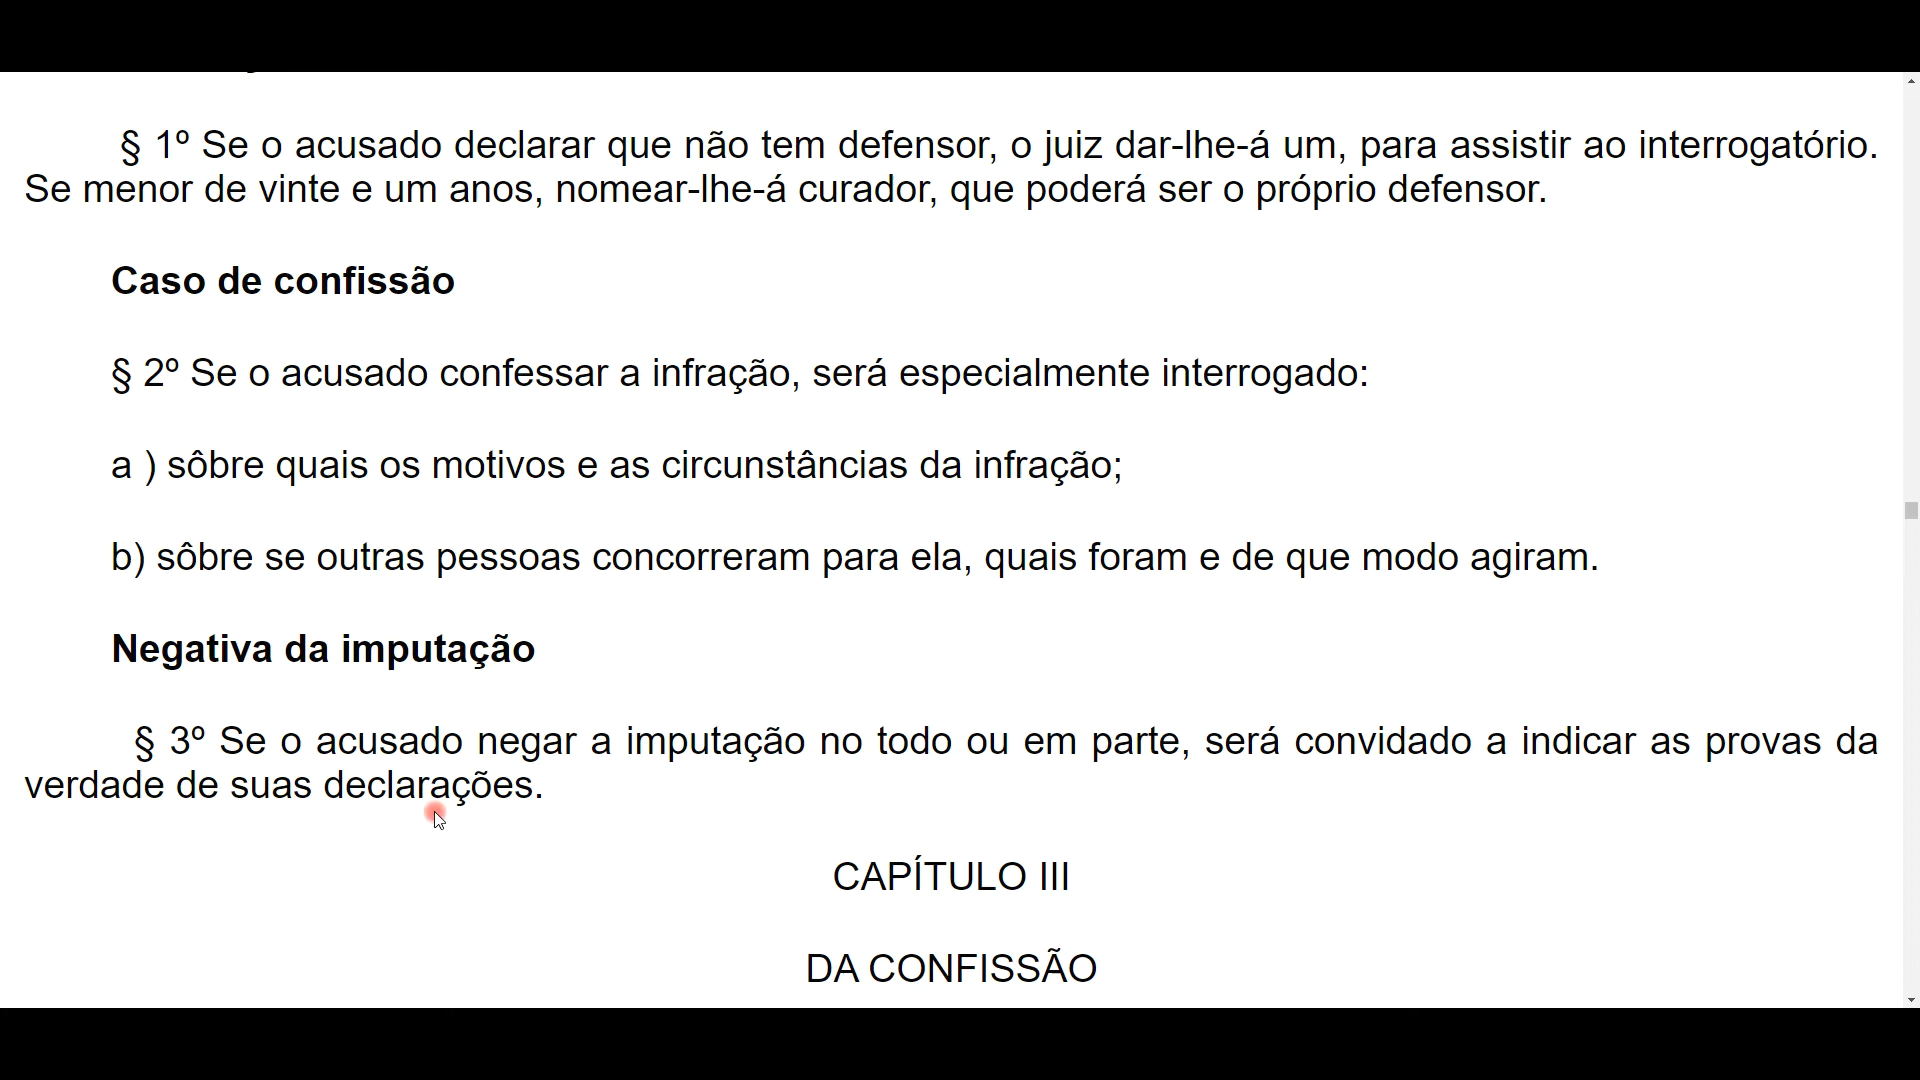 § 1º Se o acusado declarar que não tem defensor, o juiz dar-lhe-á um, para assistir ao interrogatório.
Se menor de vinte e um anos, nomear-lhe-á curador, que poderá ser o próprio defensor.
Caso de confissão
§ 2º Se o acusado confessar a infração, será especialmente interrogado:
a ) sôbre quais os motivos e as circunstâncias da infração;
b) sôbre se outras pessoas concorreram para ela, quais foram e de que modo agiram.
Negativa da imputação
§ 3º Se o acusado negar a imputação no todo ou em parte, será convidado a indicar as provas da
verdade de suas declarações.
CAPÍTULO III
DA CONFISSÃO